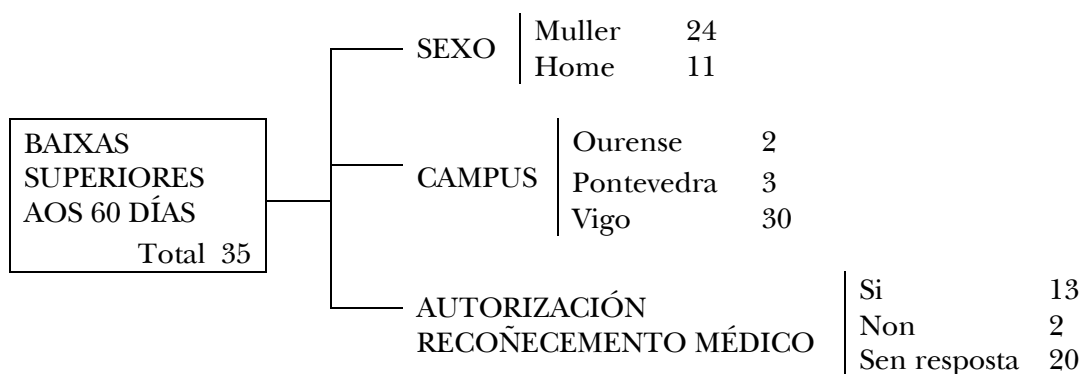 BAIXAS
SUPERIORES
AOS 60 DÍAS
Total 35
SEXO
Muller 24
Home 11
CAMPUS
Ourense 2
Pontevedra 3
Vigo 30
AUTORIZACIÓN
RECOÑECEMENTO MÉDICO
Si 13
Non 2
Sen resposta 20